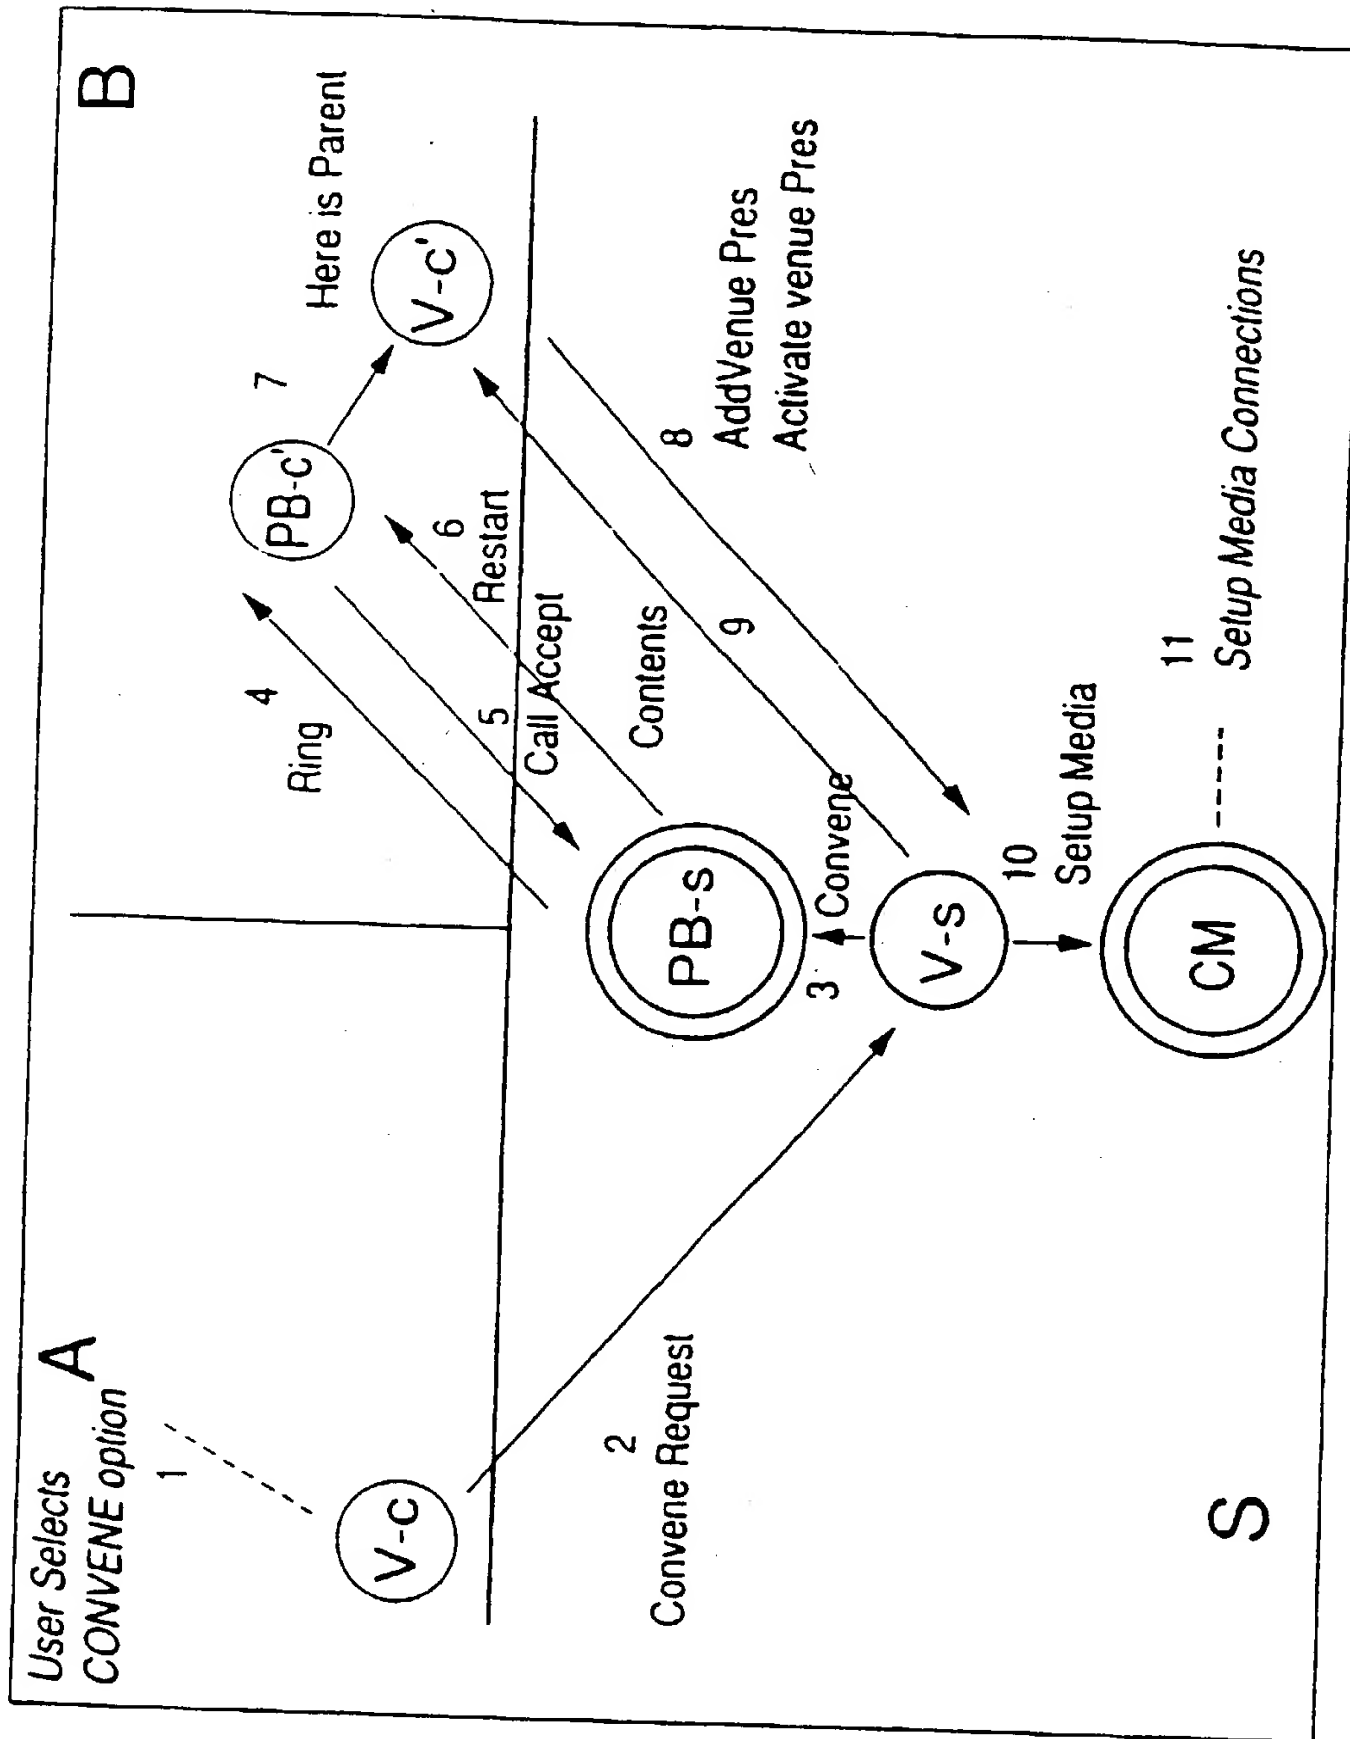 User Selects
CONVENE option
A
1
V-c
2
Convene Request
S
B
4
Ring
PB-c'
7
Here is Parent
V-c'
5
Call Accept
6
Restart
Contents
9
8
AddVenue Pres
Activate venue Pres
PB-s
3
Convene
V-s
10
Setup Media
CM
11
Setup Media Connections